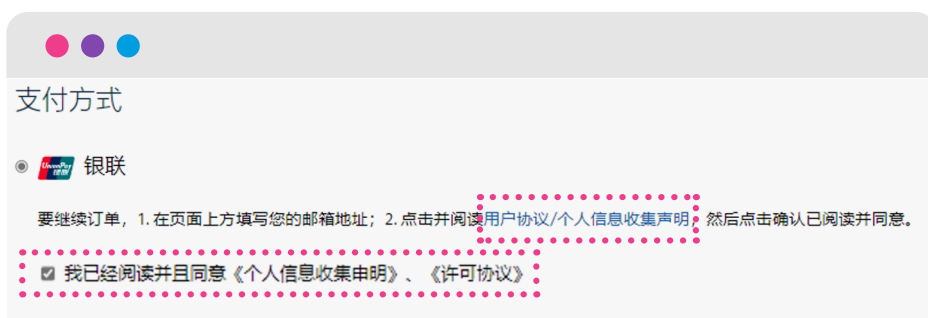 支付方式
UnionPay 银联 银联
要继续订单，1. 在页面上方填写您的邮箱地址；2. 点击并阅读用户协议/个人信息收集声明，然后点击确认已阅读并同意。
我已经阅读并且同意《个人信息收集申明》、《许可协议》